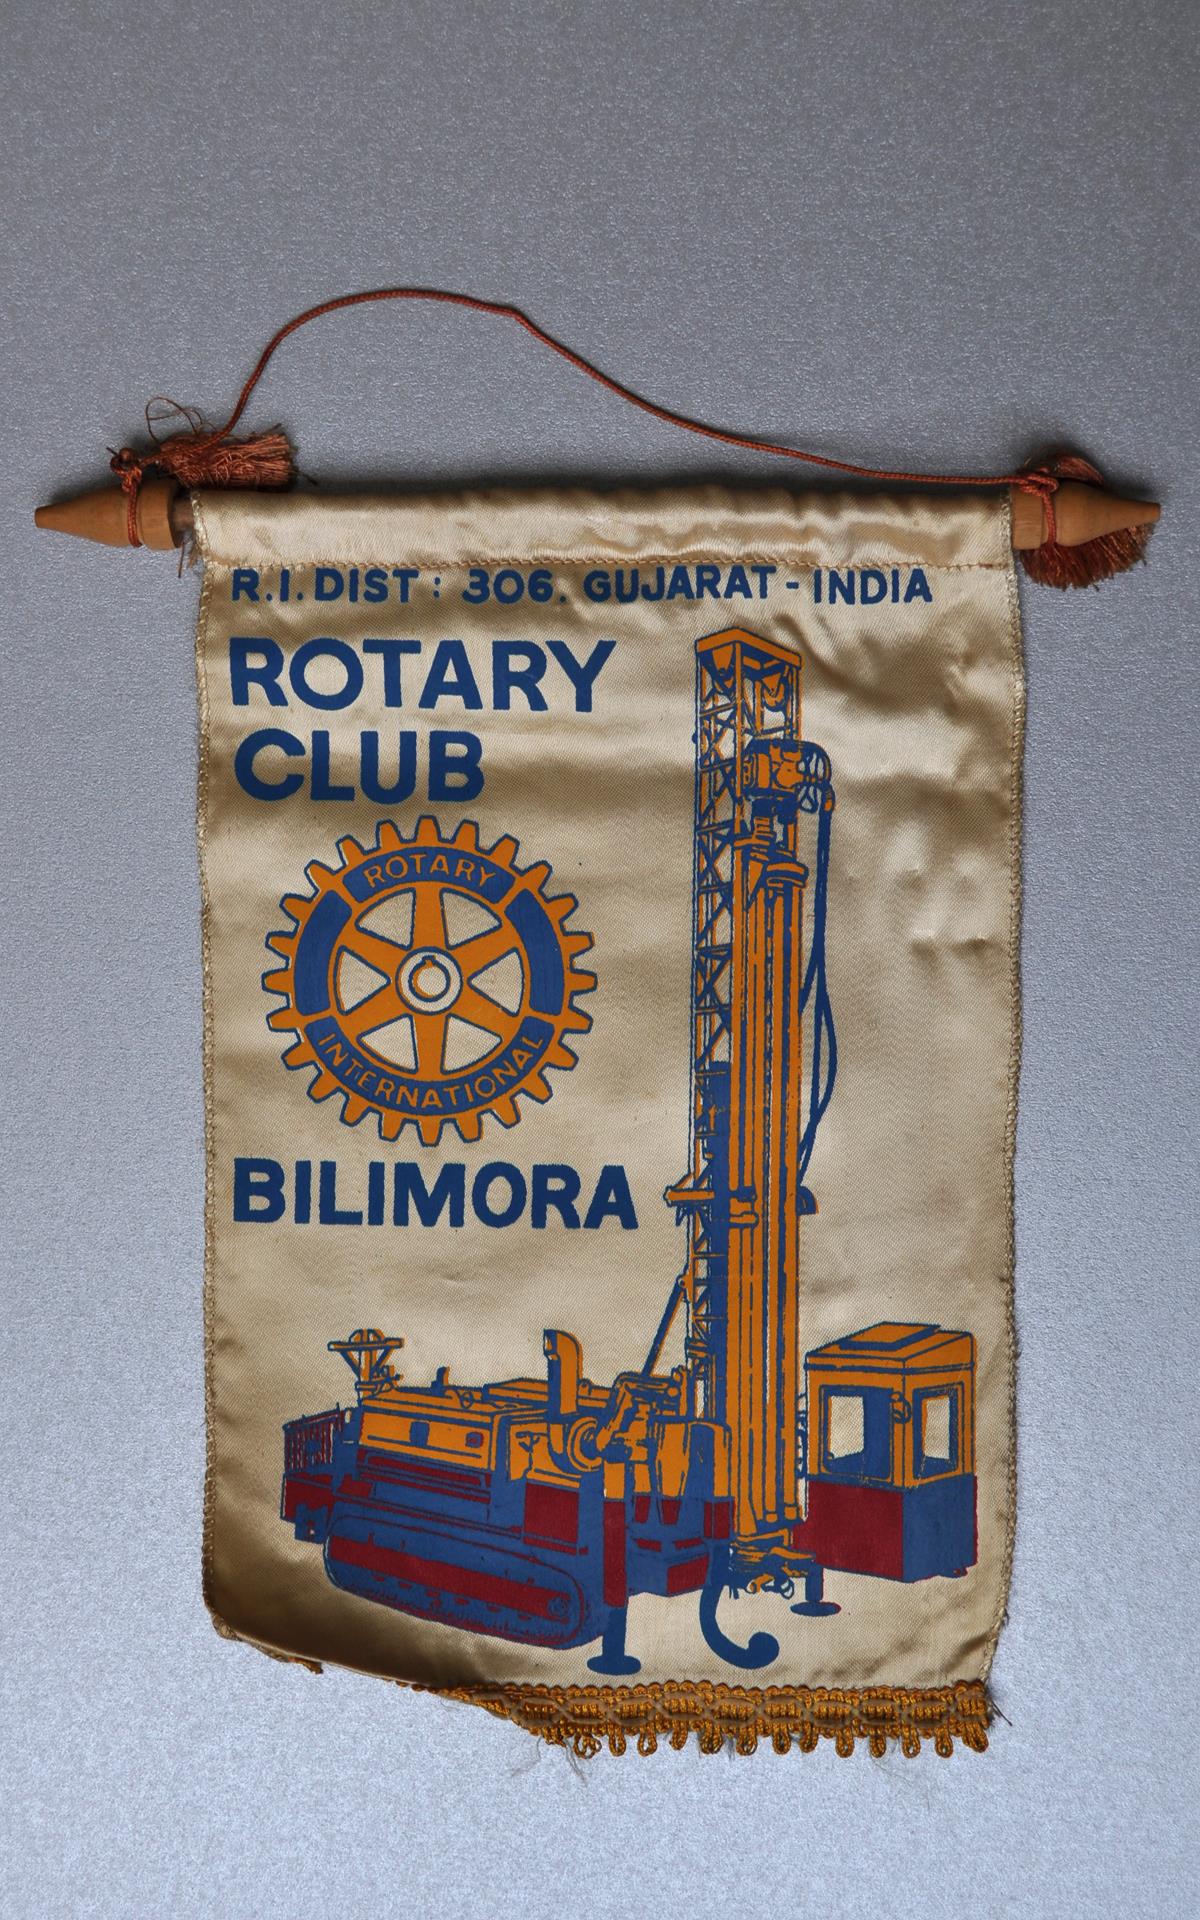 R.I. DIST : 306. GUJARAT - INDIA
ROTARY
CLUB
ROTARY
INTERNATIONAL
BILIMORA